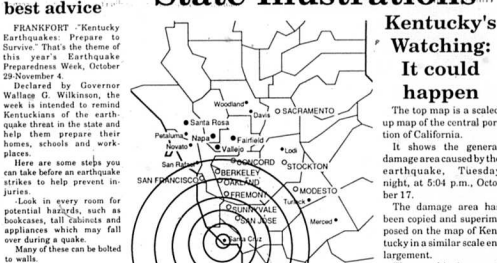 best advice
State Illustrations
FRANKFORT -"Kentucky
Earthquakes: Prepare to
Survive." That's the theme of
this year's Earthquake
Preparedness Week, October
29-November 4.
Declared by Governor
Wallace G. Wilkinson, the
week is intended to remind
Kentuckians of the earth-
quake threat in the state and
help them prepare their
homes, schools and work-
places.
Here are some steps you
can take before an earthquake
strikes to help prevent in-
juries.
-Look in every room for
potential hazards, such as
bookcases, tall cabinets and
appliances which may fall
over during a quake.
Many of these can be bolted
to walls.
Woodland
Davis
SACRAMENTO
Santa Rosa
Petaluma
Napa
Fairfield
Novato
Vallejo
Lodi
San Rafael
CONCORD
STOCKTON
BERKELEY
SAN FRANCISCO
OAKLAND
MODESTO
FREMONT
Turlock
SUNNYVALE
SAN JOSE
Merced
Santa Cruz
Kentucky's
Watching:
It could
happen
The top map is a scaled
up map of the central por-
tion of California.
It shows the general
damage area caused by the
earthquake, Tuesday
night, at 5:04 p.m., Octo-
ber 17.
The damage area has
been copied and superim-
posed on the map of Ken-
tucky in a similar scale en-
largement.